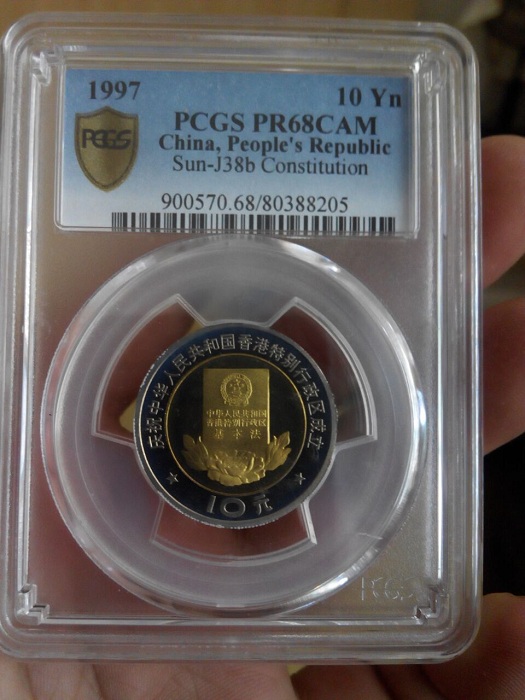 1997
10 Yn
PCGS
PCGS PR68CAM
China, People's Republic
Sun-J38b Constitution
900570.68/80388205
庆祝中华人民共和国香港特别行政区成立
中华人民共和国
香港特别行政区
基本法
10元
PCGS